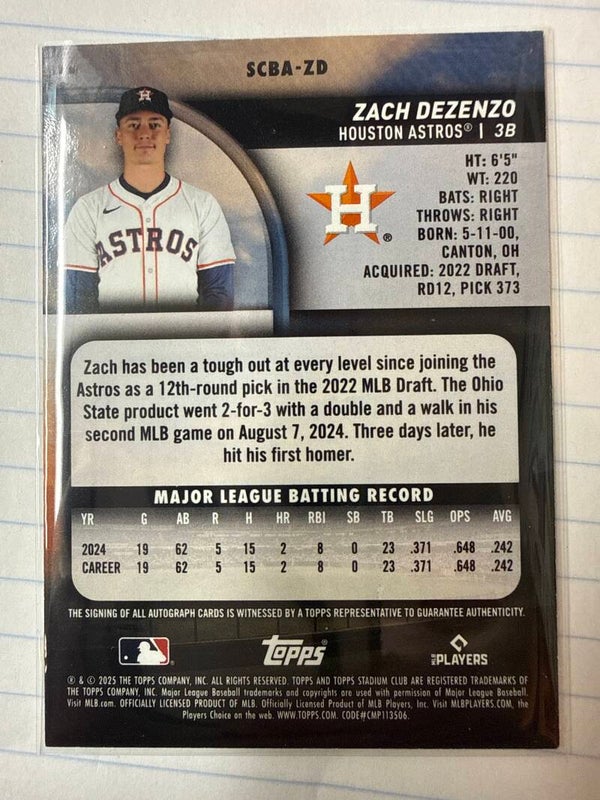 SCBA-ZD
ZACH DEZENZO
HOUSTON ASTROS® | 3B
HT: 6'5"
WT: 220
BATS: RIGHT
THROWS: RIGHT
BORN: 5-11-00,
CANTON, OH
ACQUIRED: 2022 DRAFT,
RD12, PICK 373
H
ASTROS
H ®
Zach has been a tough out at every level since joining the
Astros as a 12th-round pick in the 2022 MLB Draft. The Ohio
State product went 2-for-3 with a double and a walk in his
second MLB game on August 7, 2024. Three days later, he
hit his first homer.
MAJOR LEAGUE BATTING RECORD
YR G AB R H HR RBI SB TB SLG OPS AVG
2024 19 62 5 15 2 8 0 23 .371 .648 .242
CAREER 19 62 5 15 2 8 0 23 .371 .648 .242
THE SIGNING OF ALL AUTOGRAPH CARDS IS WITNESSED BY A TOPPS REPRESENTATIVE TO GUARANTEE AUTHENTICITY.
Topps®
MLB PLAYERS
® & © 2025 THE TOPPS COMPANY, INC. ALL RIGHTS RESERVED. TOPPS AND TOPPS STADIUM CLUB ARE REGISTERED TRADEMARKS OF
THE TOPPS COMPANY, INC. Major League Baseball trademarks and copyrights are used with permission of Major League Baseball.
Visit MLB.com. OFFICIALLY LICENSED PRODUCT OF MLB. Officially Licensed Product of MLB Players, Inc. Visit MLBPLAYERS.COM, the
Players Choice on the web. WWW.TOPPS.COM. CODE#CMP113506.